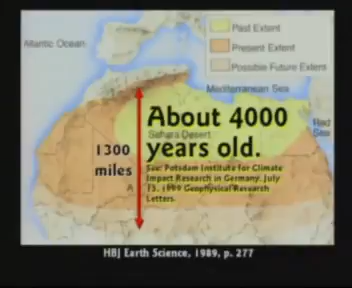 Past Extent
Atlantic Ocean
Present Extent
Possible Future Extent
Mediterranean Sea
About 4000
Red
Sea
Sahara Desert
years old.
1300
miles
See: Potsdam Institute for Climate
Impact Research in Germany. July
15. 1999 Geophysical Research
Letters.
HBJ Earth Science, 1989, p. 277